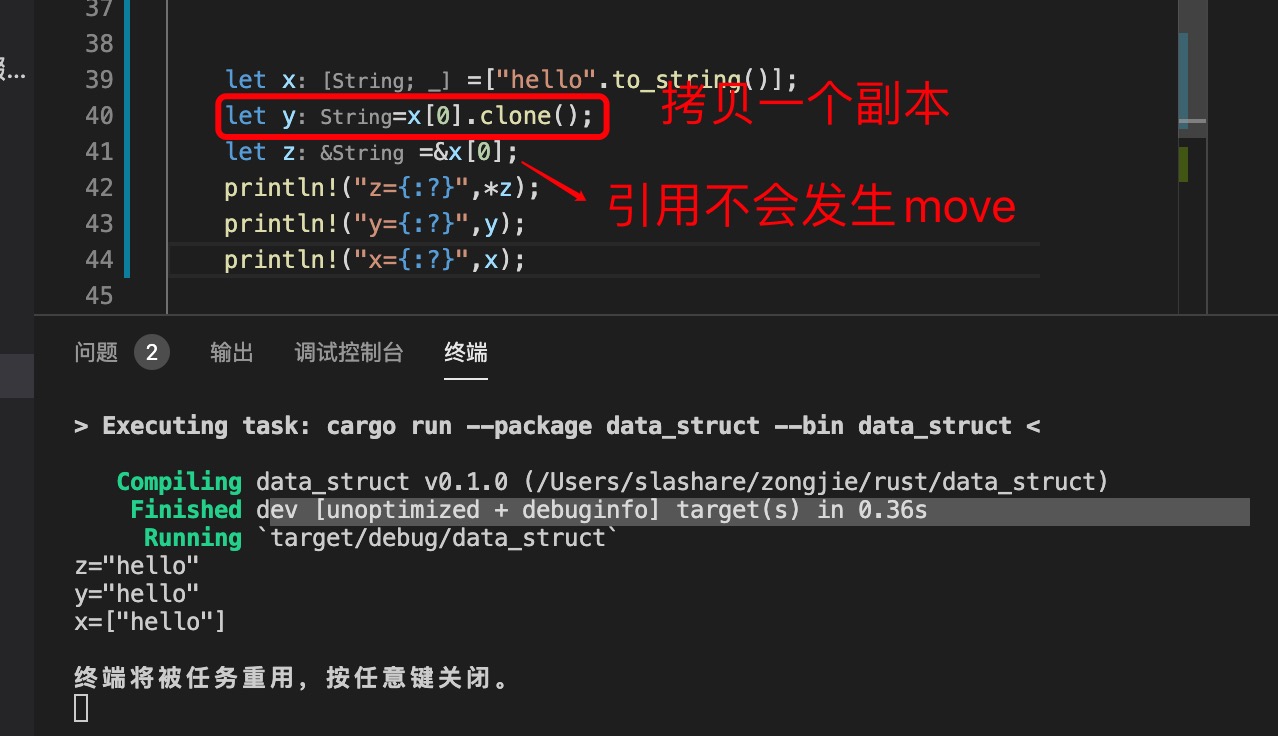 37
38
39 let x: [String; _] =["hello".to_string()];
拷贝一个副本
40 let y: String=x[0].clone();
41 let z: &String =&x[0];
42 println!("z={:?}",*z);
引用不会发生move
43 println!("y={:?}",y);
44 println!("x={:?}",x);
45
问题 2 输出 调试控制台 终端
> Executing task: cargo run --package data_struct --bin data_struct <
Compiling data_struct v0.1.0 (/Users/slashare/zongjie/rust/data_struct)
Finished dev [unoptimized + debuginfo] target(s) in 0.36s
Running `target/debug/data_struct`
z="hello"
y="hello"
x=["hello"]
终端将被任务重用，按任意键关闭。